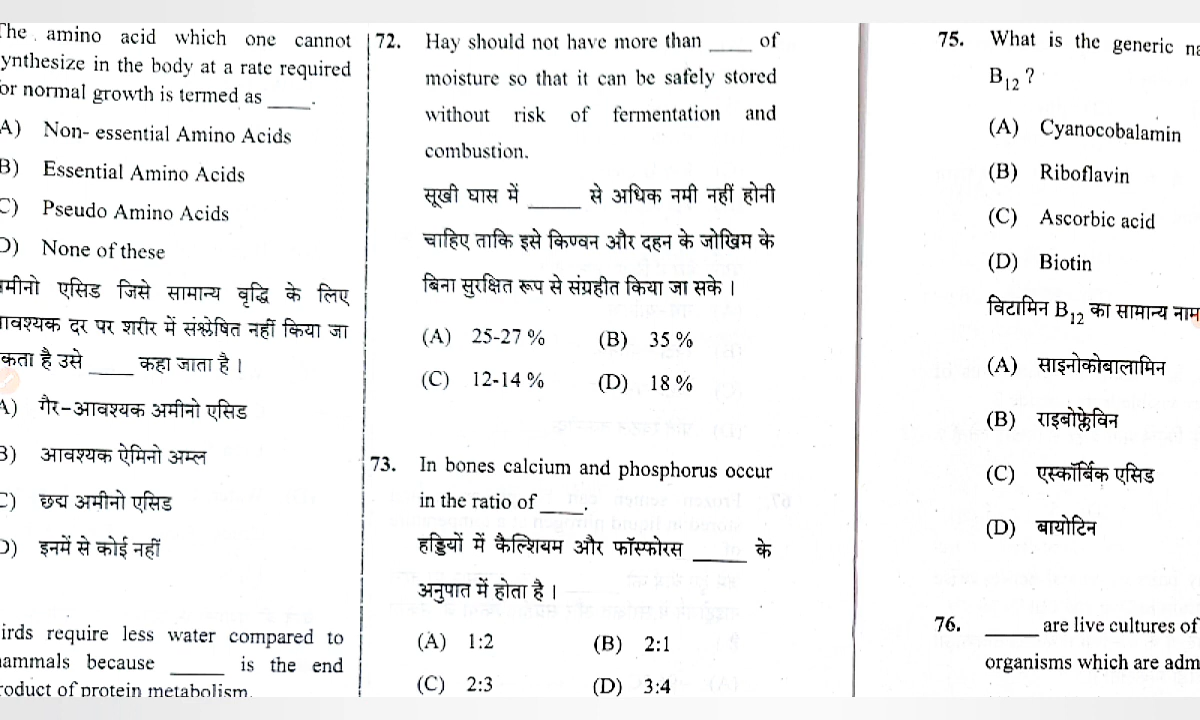 The amino acid which one cannot
ynthesize in the body at a rate required
or normal growth is termed as ____.
A) Non- essential Amino Acids
B) Essential Amino Acids
C) Pseudo Amino Acids
D) None of these
मीनो एसिड जिसे सामान्य वृद्धि के लिए
वश्यक दर पर शरीर में संश्लेषित नहीं किया जा
कता है उसे ____ कहा जाता है ।
A) गैर-आवश्यक अमीनो एसिड
B) आवश्यक ऐमिनो अम्ल
C) छद्म अमीनो एसिड
D) इनमें से कोई नहीं
irds require less water compared to
ammals because ____ is the end
roduct of protein metabolism.
72. Hay should not have more than ____ of
moisture so that it can be safely stored
without risk of fermentation and
combustion.
सूखी घास में ____ से अधिक नमी नहीं होनी
चाहिए ताकि इसे किण्वन और दहन के जोखिम के
बिना सुरक्षित रूप से संग्रहीत किया जा सके ।
(A) 25-27 % (B) 35 %
(C) 12-14 % (D) 18 %
73. In bones calcium and phosphorus occur
in the ratio of ____.
हड्डियों में कैल्शियम और फॉस्फोरस ____ के
अनुपात में होता है ।
(A) 1:2 (B) 2:1
(C) 2:3 (D) 3:4
75. What is the generic na
B12 ?
(A) Cyanocobalamin
(B) Riboflavin
(C) Ascorbic acid
(D) Biotin
विटामिन B12 का सामान्य नाम
(A) साइनोकोबालामिन
(B) राइबोफ़्लेविन
(C) एस्कॉर्बिक एसिड
(D) बायोटिन
76. ____ are live cultures of
organisms which are adm